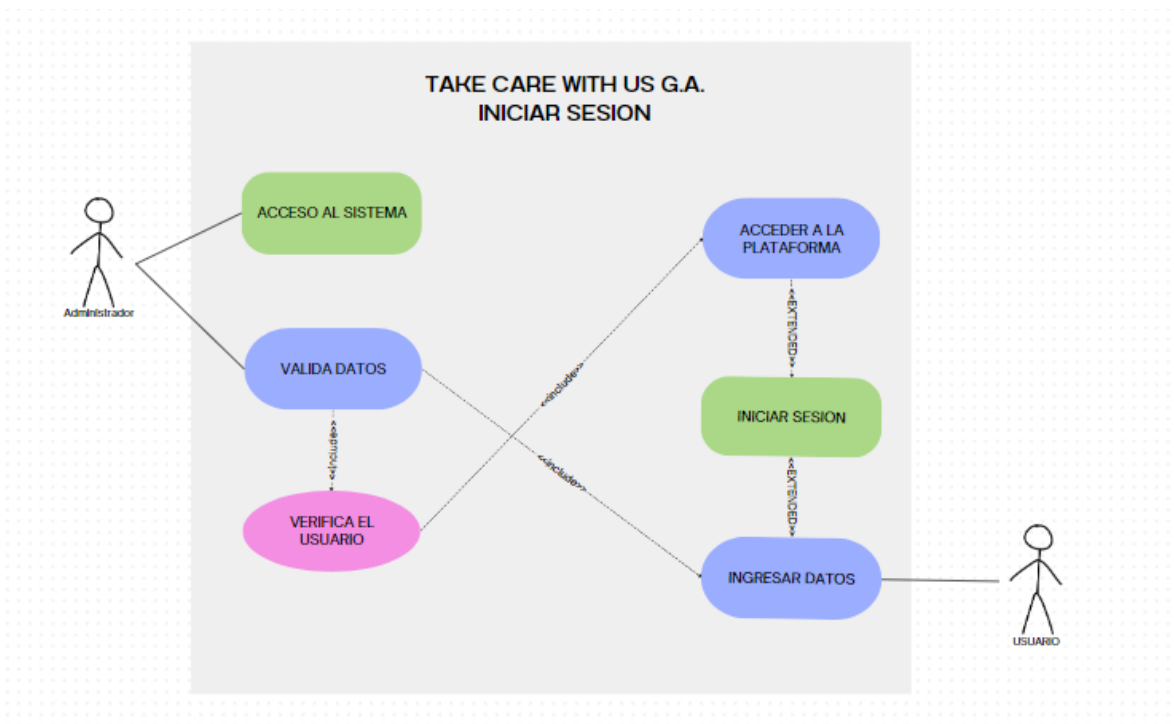 TAKE CARE WITH US G.A.
INICIAR SESION
ACCESO AL SISTEMA
ACCEDER A LA
PLATAFORMA
Administrador
<<EXTENDED>>
VALIDA DATOS
<<include>>
INICIAR SESION
<<include>>
<<include>>
<<EXTENDED>>
VERIFICA EL
USUARIO
INGRESAR DATOS
USUARIO